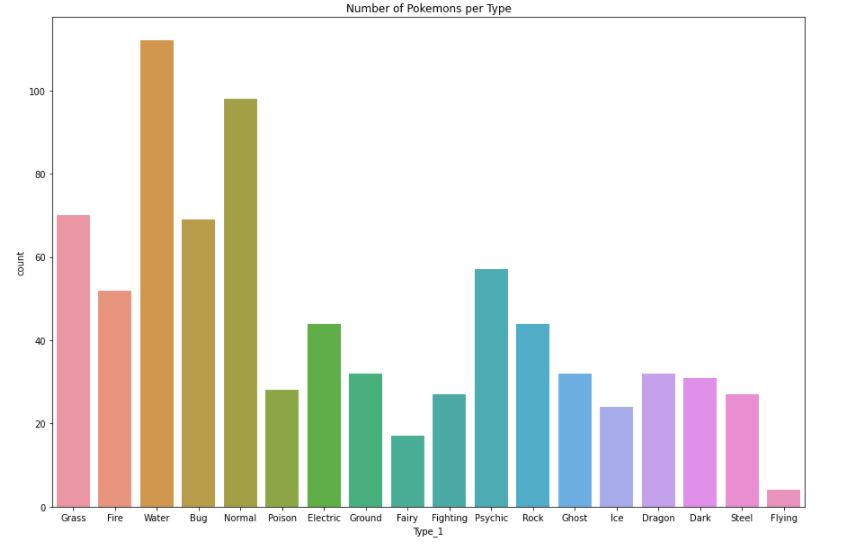 Number of Pokemons per Type
100
80
60
40
20
0
count
Grass Fire Water Bug Normal Poison Electric Ground Fairy Fighting Psychic Rock Ghost Ice Dragon Dark Steel Flying
Type_1